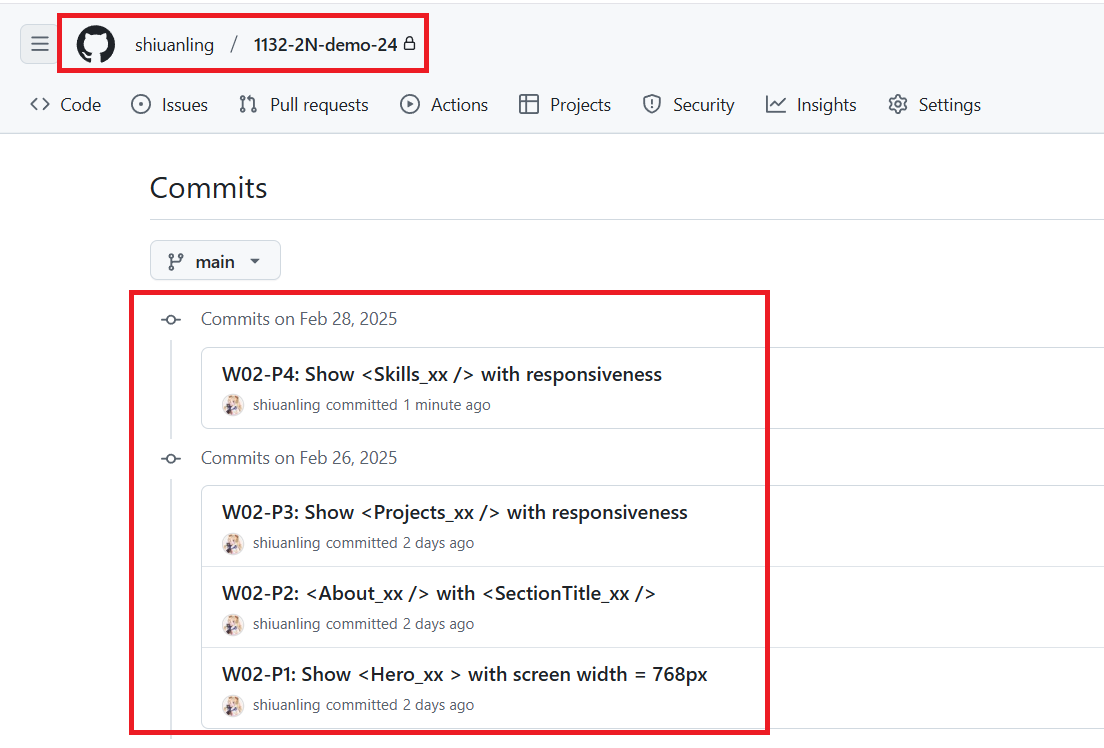 shiuanling / 1132-2N-demo-24
Code Issues Pull requests Actions Projects Security Insights Settings
Commits
main
Commits on Feb 28, 2025
W02-P4: Show <Skills_xx /> with responsiveness
shiuanling committed 1 minute ago
Commits on Feb 26, 2025
W02-P3: Show <Projects_xx /> with responsiveness
shiuanling committed 2 days ago
W02-P2: <About_xx /> with <SectionTitle_xx />
shiuanling committed 2 days ago
W02-P1: Show <Hero_xx > with screen width = 768px
shiuanling committed 2 days ago